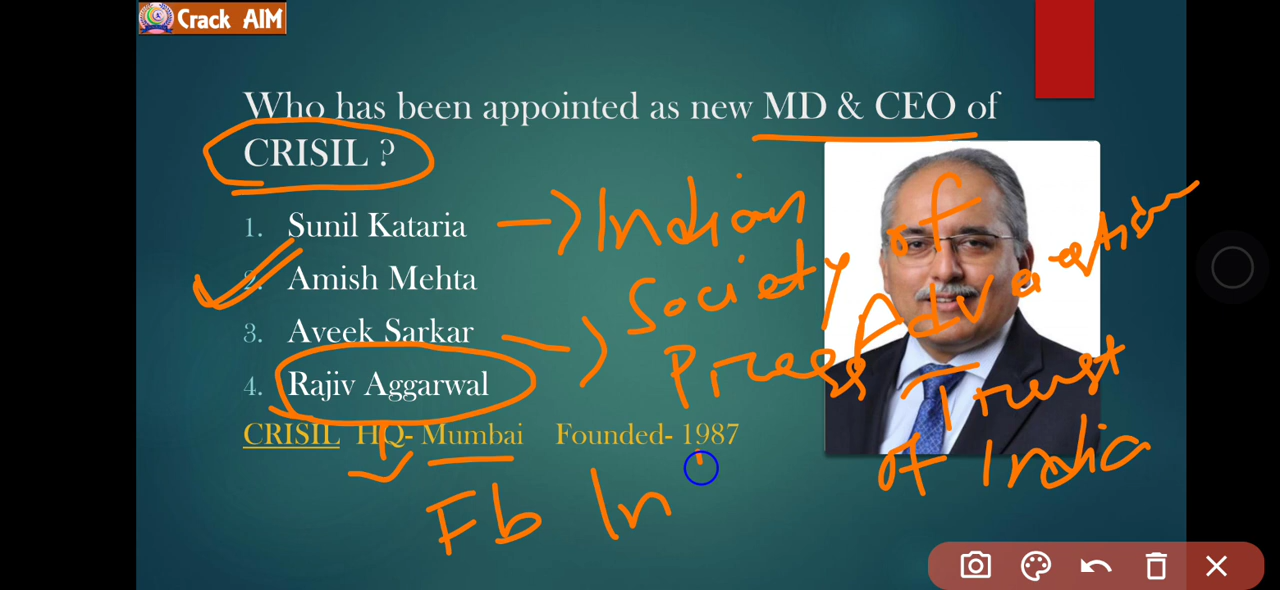 Crack AIM
Who has been appointed as new MD & CEO of
CRISIL ?
1. Sunil Kataria
2. Amish Mehta
3. Aveek Sarkar
4. Rajiv Aggarwal
CRISIL HQ- Mumbai Founded- 1987
Indian
Society of
Press Trust
of India
Fb In